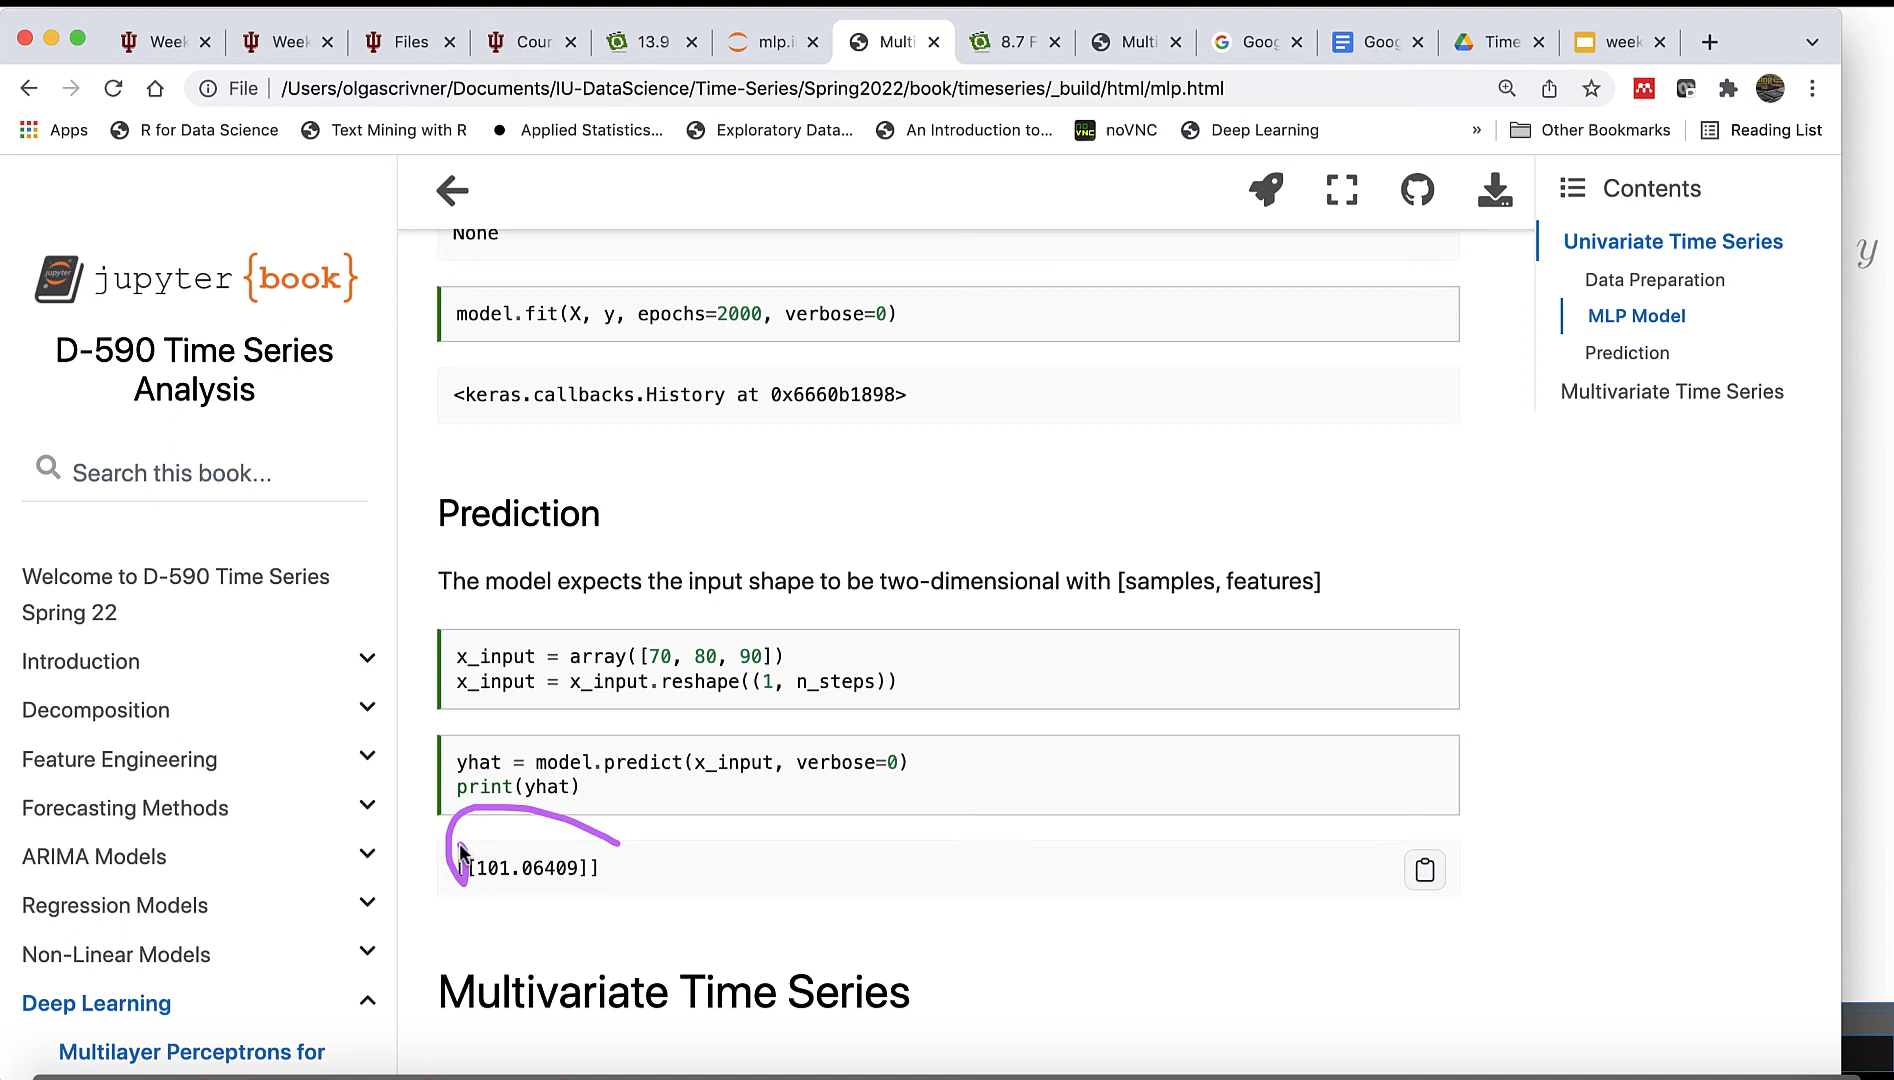 Week
Week
Files
Cour
13.9
mlp.i
Multi
8.7 F
Multi
Goog
Goog
Time
week
File
/Users/olgascrivner/Documents/IU-DataScience/Time-Series/Spring2022/book/timeseries/_build/html/mlp.html
Apps
R for Data Science
Text Mining with R
Applied Statistics...
Exploratory Data...
An Introduction to...
noVNC
Deep Learning
»
Other Bookmarks
Reading List
jupyter {book}
D-590 Time Series
Analysis
Search this book...
Welcome to D-590 Time Series
Spring 22
Introduction
Decomposition
Feature Engineering
Forecasting Methods
ARIMA Models
Regression Models
Non-Linear Models
Deep Learning
Multilayer Perceptrons for
None
model.fit(X, y, epochs=2000, verbose=0)
<keras.callbacks.History at 0x6660b1898>
Prediction
The model expects the input shape to be two-dimensional with [samples, features]
x_input = array([70, 80, 90])
x_input = x_input.reshape((1, n_steps))
yhat = model.predict(x_input, verbose=0)
print(yhat)
[[101.06409]]
Multivariate Time Series
Contents
Univariate Time Series
Data Preparation
MLP Model
Prediction
Multivariate Time Series
y